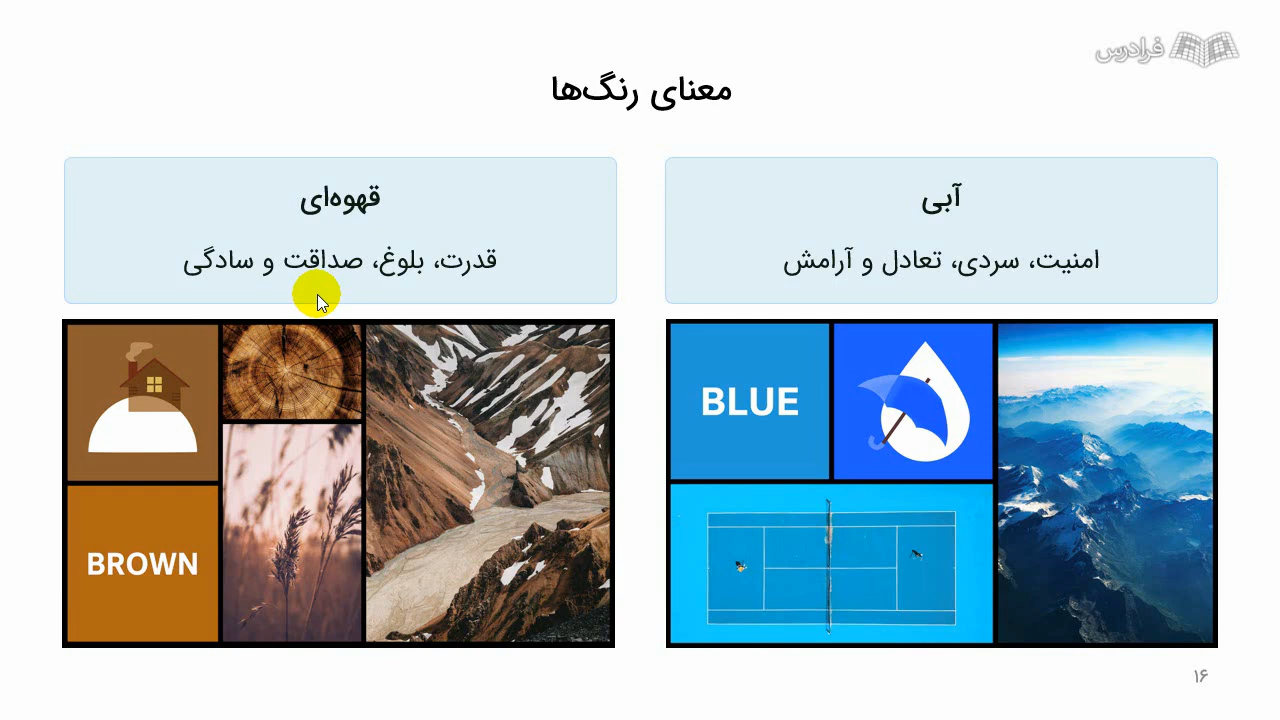 فرادرس
معنای رنگ‌ها
آبی
امنیت، سردی، تعادل و آرامش
BLUE
قهوه‌ای
قدرت، بلوغ، صداقت و سادگی
BROWN
۱۶